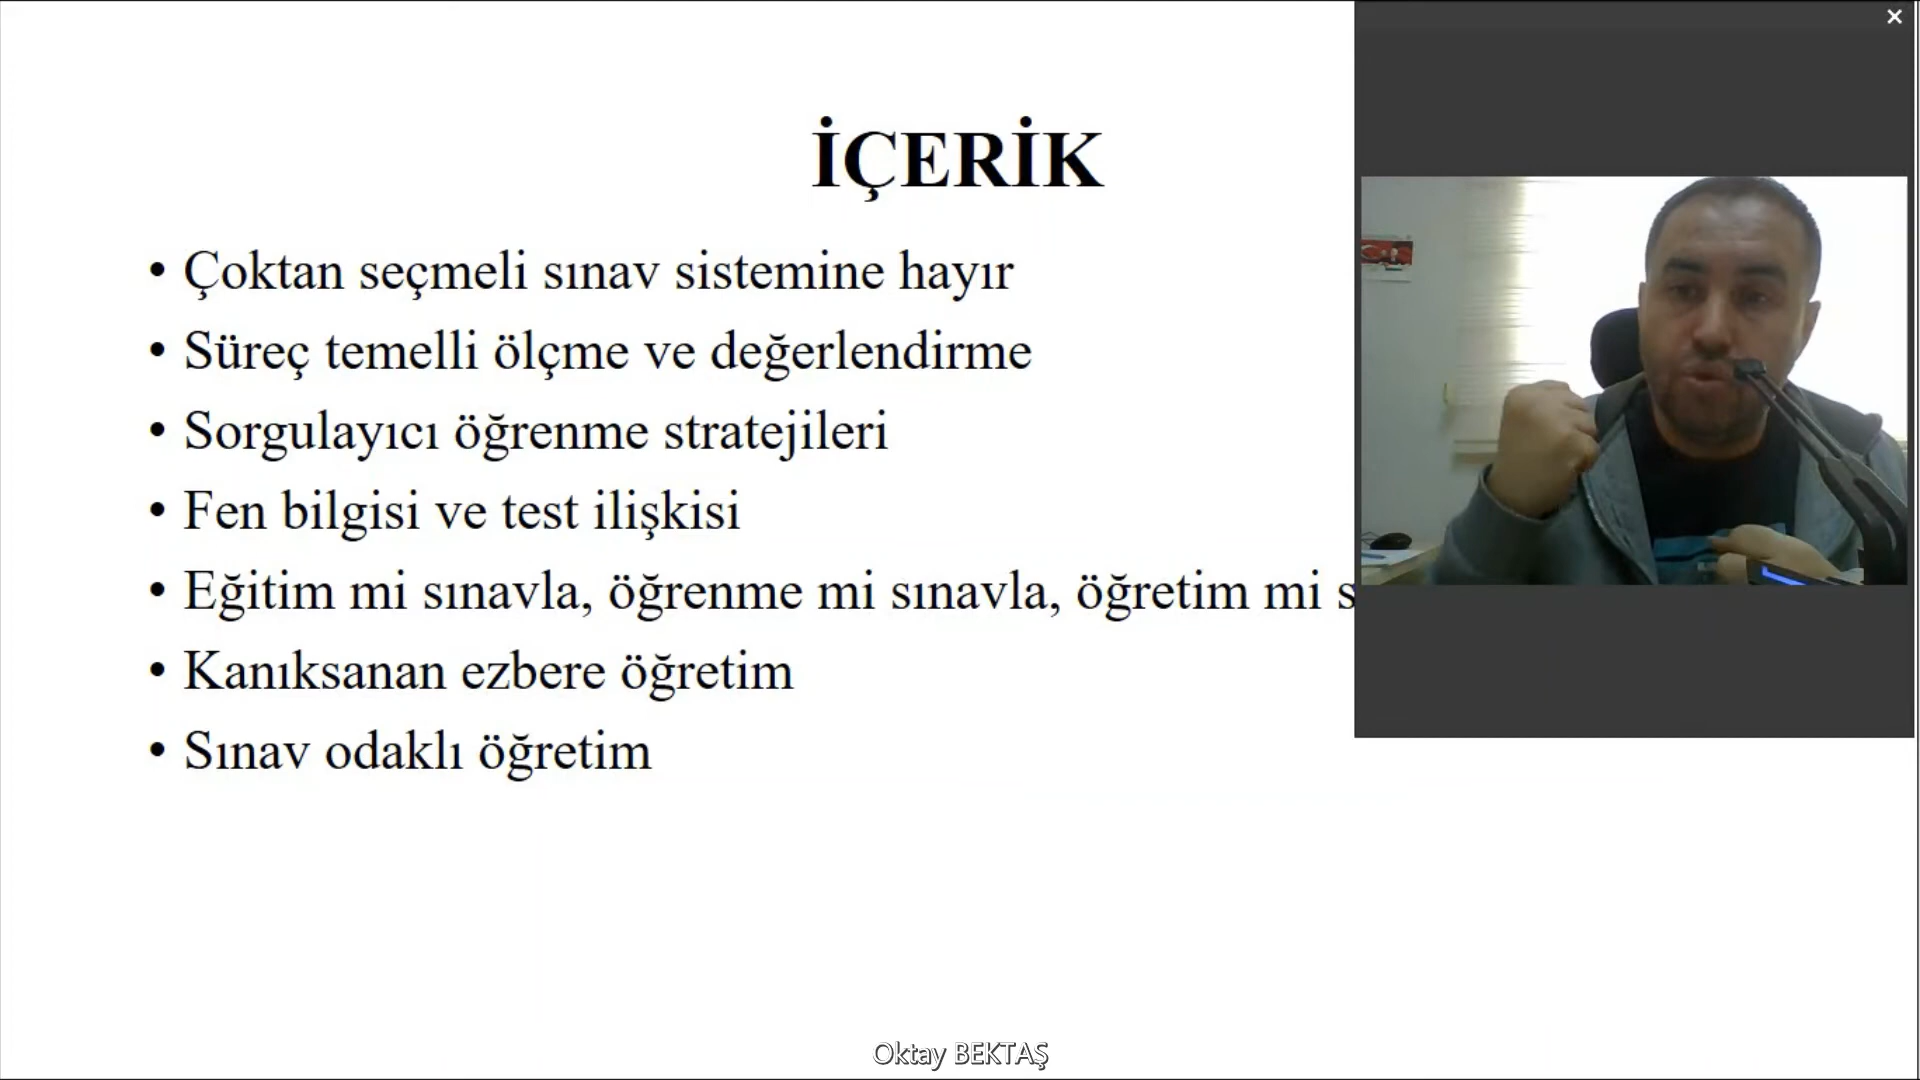 İÇERİK
• Çoktan seçmeli sınav sistemine hayır
• Süreç temelli ölçme ve değerlendirme
• Sorgulayıcı öğrenme stratejileri
• Fen bilgisi ve test ilişkisi
• Eğitim mi sınavla, öğrenme mi sınavla, öğretim mi s
• Kanıksanan ezbere öğretim
• Sınav odaklı öğretim
Oktay BEKTAŞ